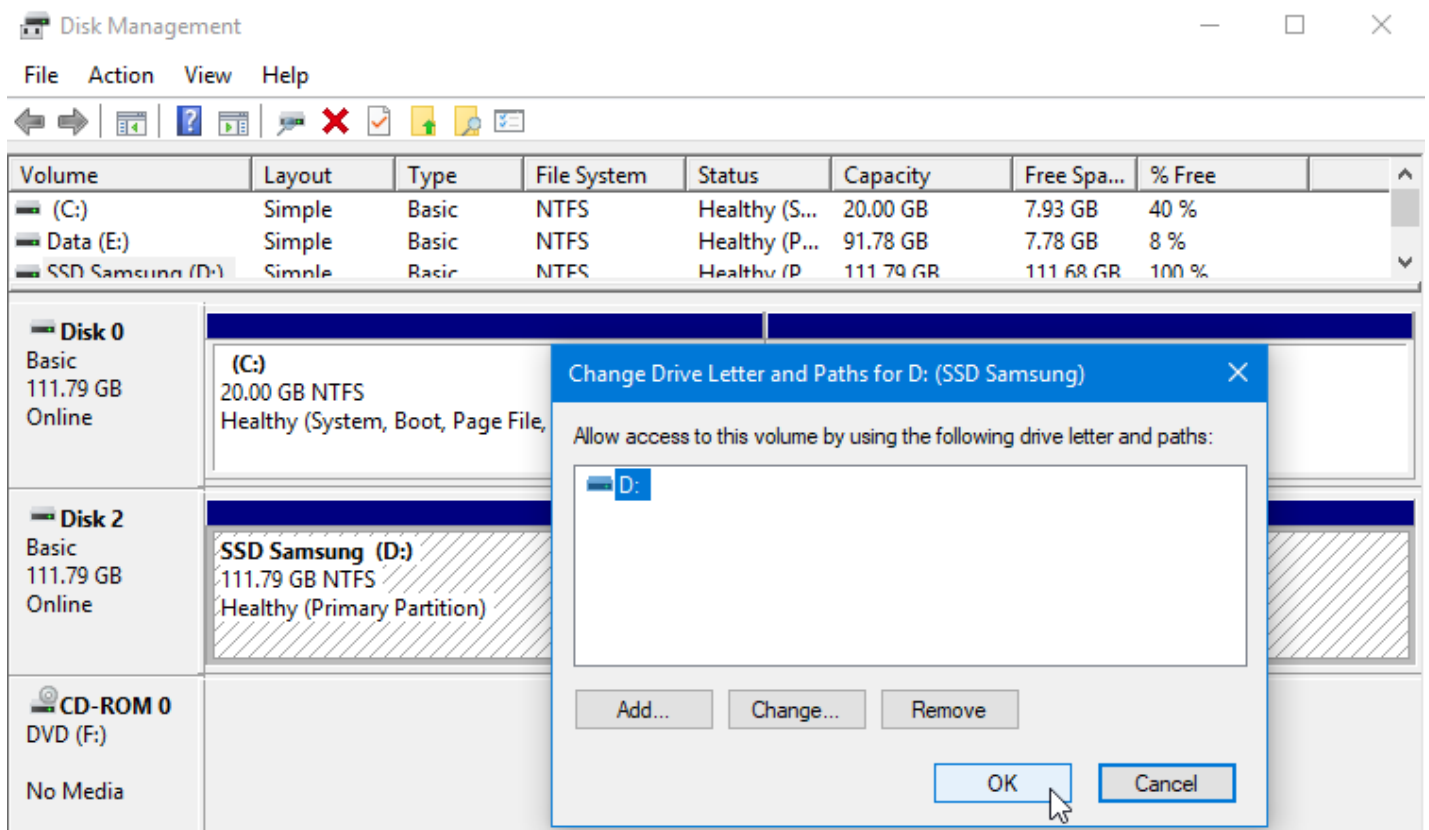 Disk Management
File Action View Help
Volume Layout Type File System Status Capacity Free Spa... % Free
(C:) Simple Basic NTFS Healthy (S... 20.00 GB 7.93 GB 40 %
Data (E:) Simple Basic NTFS Healthy (P... 91.78 GB 7.78 GB 8 %
SSD Samsung (D:) Simple Basic NTFS Healthy (P... 111.79 GB 111.68 GB 100 %
Disk 0
Basic
111.79 GB
Online
(C:)
20.00 GB NTFS
Healthy (System, Boot, Page File,
Disk 2
Basic
111.79 GB
Online
SSD Samsung (D:)
111.79 GB NTFS
Healthy (Primary Partition)
CD-ROM 0
DVD (F:)
No Media
Change Drive Letter and Paths for D: (SSD Samsung)
Allow access to this volume by using the following drive letter and paths:
D:
Add... Change... Remove
OK Cancel